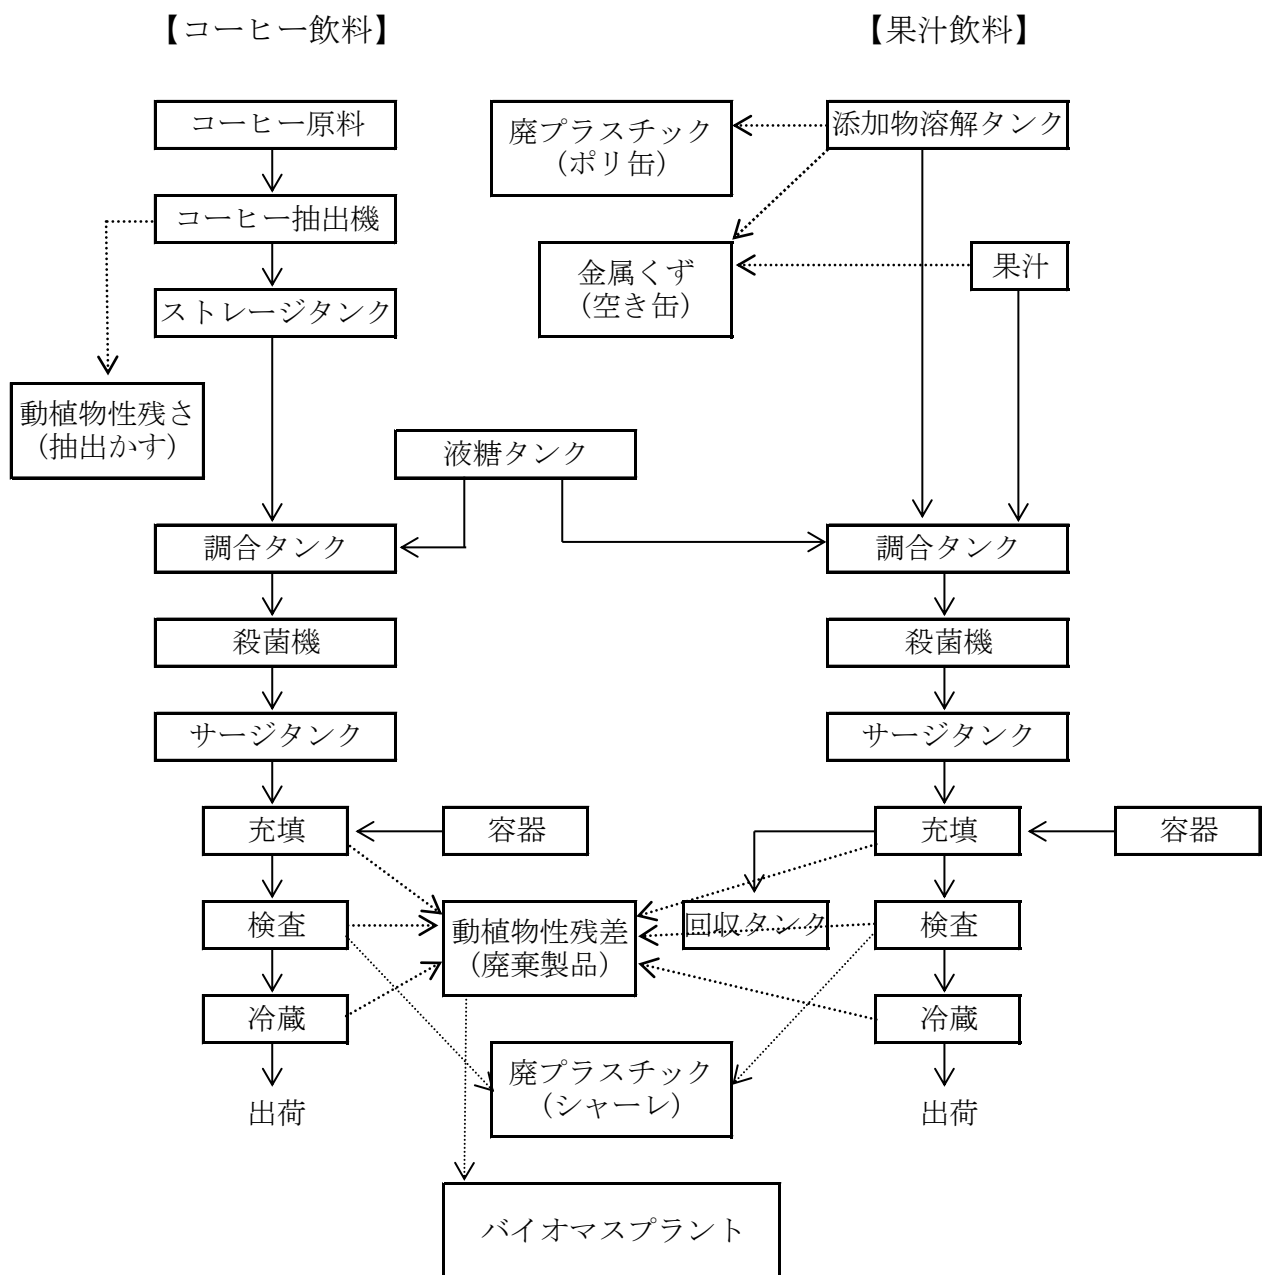 【コーヒー飲料】
【果汁飲料】
コーヒー原料
廃プラスチック
（ポリ缶）
添加物溶解タンク
コーヒー抽出機
金属くず
（空き缶）
果汁
ストレージタンク
動植物性残さ
（抽出かす）
液糖タンク
調合タンク
調合タンク
殺菌機
殺菌機
サージタンク
サージタンク
充填
容器
充填
容器
検査
動植物性残差
（廃棄製品）
回収タンク
検査
冷蔵
冷蔵
廃プラスチック
（シャーレ）
出荷
出荷
バイオマスプラント